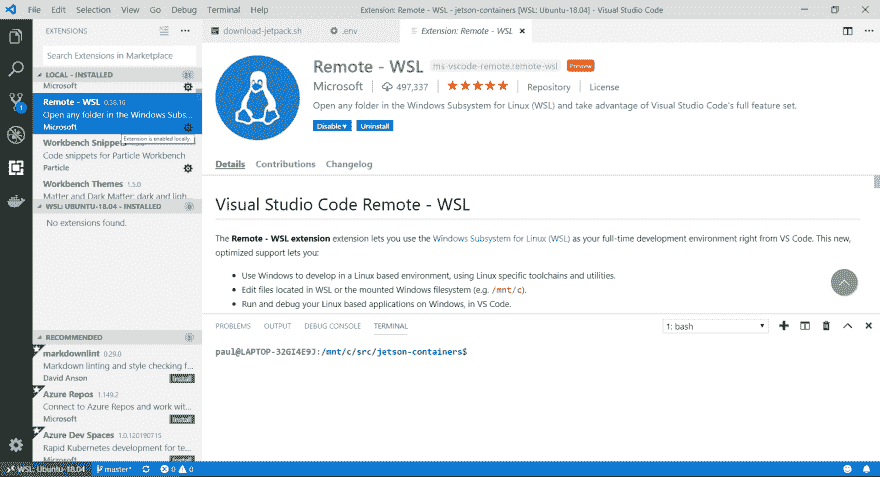 File Edit Selection View Go Debug Terminal Help
Extension: Remote - WSL - jetson-containers [WSL: Ubuntu-18.04] - Visual Studio Code
EXTENSIONS
download-jetpack.sh
.env
Extension: Remote - WSL
Search Extensions in Marketplace
LOCAL - INSTALLED
Microsoft
Remote - WSL 0.36.16
Open any folder in the Windows Subs...
Microsoft
Extension is enabled locally.
Workbench Snippets
Code snippets for Particle Workbench
Particle
Workbench Themes 1.5.0
Matter and Dark Matter: dark and ligh
WSL: UBUNTU-18.04 - INSTALLED 0
No extensions found.
RECOMMENDED
markdownlint 0.29.0
Markdown linting and style checking f...
David Anson Install
Azure Repos 1.149.2
Connect to Azure Repos and work wit...
Microsoft Install
Azure Dev Spaces 1.0.120190715
Rapid Kubernetes development for te...
Microsoft Install
Remote - WSL ms-vscode-remote.remote-wsl Preview
Microsoft 497,337 Repository License
Open any folder in the Windows Subsystem for Linux (WSL) and take advantage of Visual Studio Code's full feature set.
Disable Uninstall
Details Contributions Changelog
Visual Studio Code Remote - WSL
The Remote - WSL extension extension lets you use the Windows Subsystem for Linux (WSL) as your full-time development environment right from VS Code. This new,
optimized support lets you:
Use Windows to develop in a Linux based environment, using Linux specific toolchains and utilities.
Edit files located in WSL or the mounted Windows filesystem (e.g. /mnt/c).
Run and debug your Linux based applications on Windows, in VS Code.
PROBLEMS OUTPUT DEBUG CONSOLE TERMINAL
1: bash
paul@LAPTOP-32GI4E9J:/mnt/c/src/jetson-containers$
WSL: Ubuntu-18.04 master* 0 0